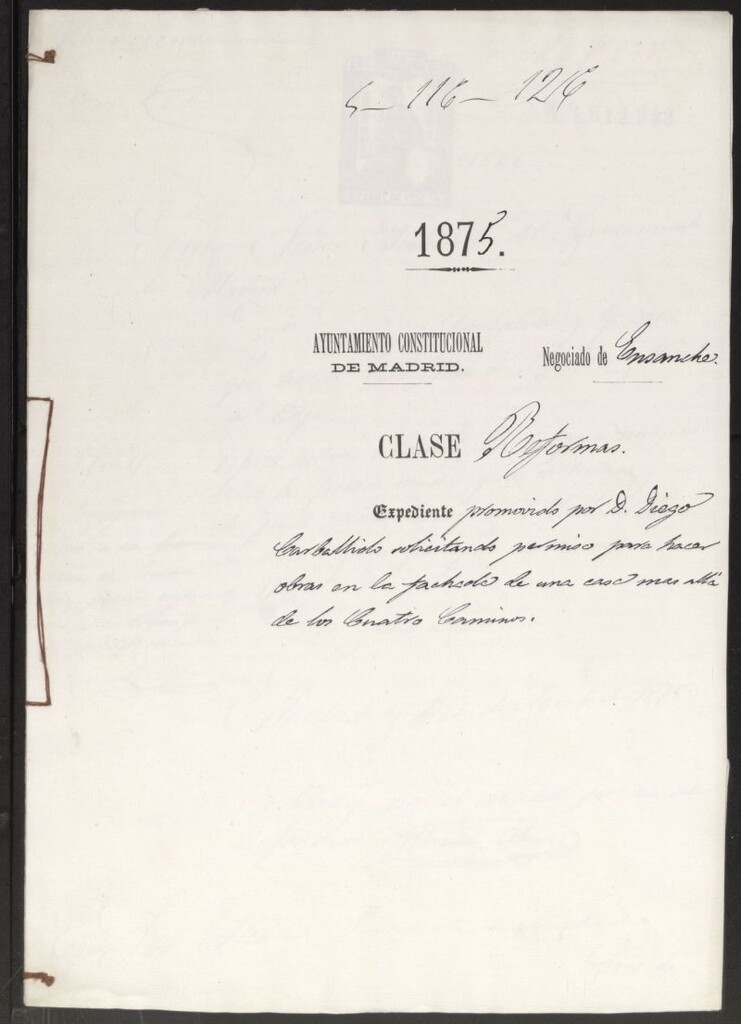 5-116-126
1875.
AYUNTAMIENTO CONSTITUCIONAL
DE MADRID.
Negociado de Ensanche.
CLASE Reformas.
Expediente promovido por D. Diego
Carballido solicitando permiso para hacer
obras en la fachada de una casa mas allá
de los Cuatro Caminos.